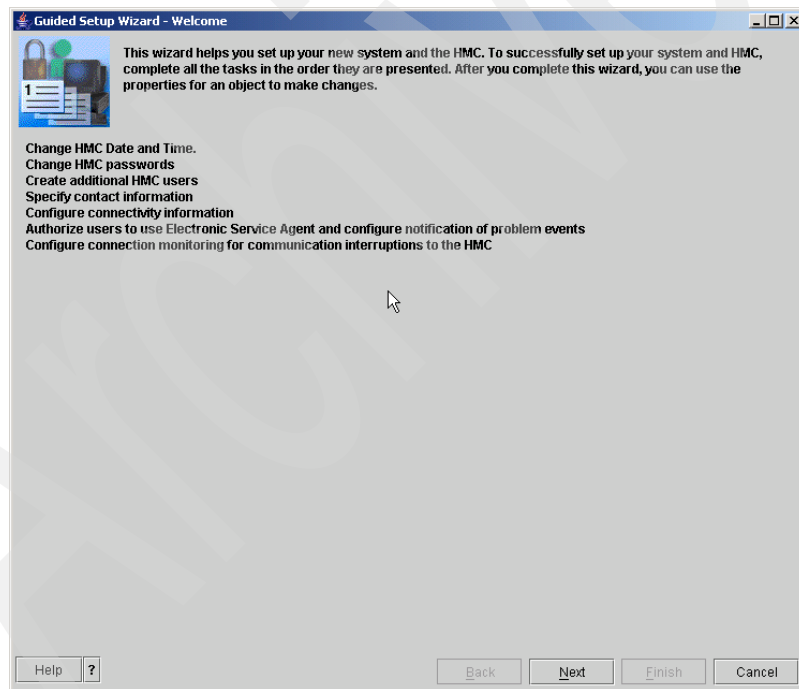 Guided Setup Wizard - Welcome
This wizard helps you set up your new system and the HMC. To successfully set up your system and HMC,
complete all the tasks in the order they are presented. After you complete this wizard, you can use the
properties for an object to make changes.
1
Change HMC Date and Time.
Change HMC passwords
Create additional HMC users
Specify contact information
Configure connectivity information
Authorize users to use Electronic Service Agent and configure notification of problem events
Configure connection monitoring for communication interruptions to the HMC
Help ? Back Next Finish Cancel